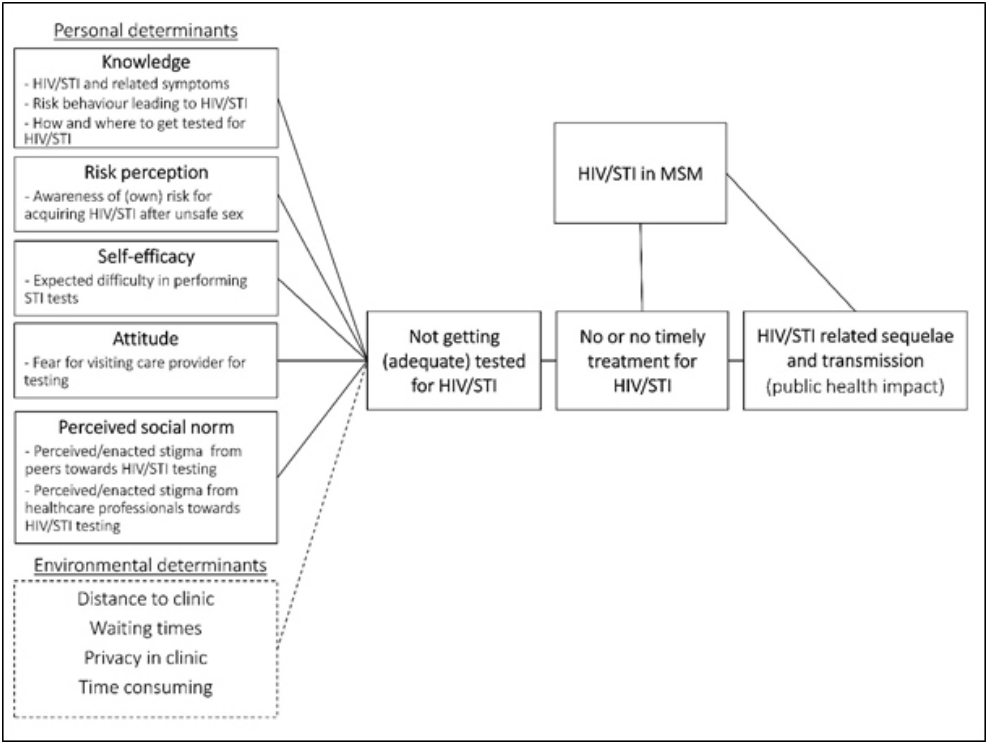 Personal determinants
Knowledge
- HIV/STI and related symptoms
- Risk behaviour leading to HIV/STI
- How and where to get tested for
HIV/STI
Risk perception
- Awareness of (own) risk for
acquiring HIV/STI after unsafe sex
Self-efficacy
- Expected difficulty in performing
STI tests
Attitude
- Fear for visiting care provider for
testing
Perceived social norm
- Perceived/enacted stigma from
peers towards HIV/STI testing
- Perceived/enacted stigma from
healthcare professionals towards
HIV/STI testing
Environmental determinants
Distance to clinic
Waiting times
Privacy in clinic
Time consuming
Not getting
(adequate) tested
for HIV/STI
HIV/STI in MSM
No or no timely
treatment for
HIV/STI
HIV/STI related sequelae
and transmission
(public health impact)